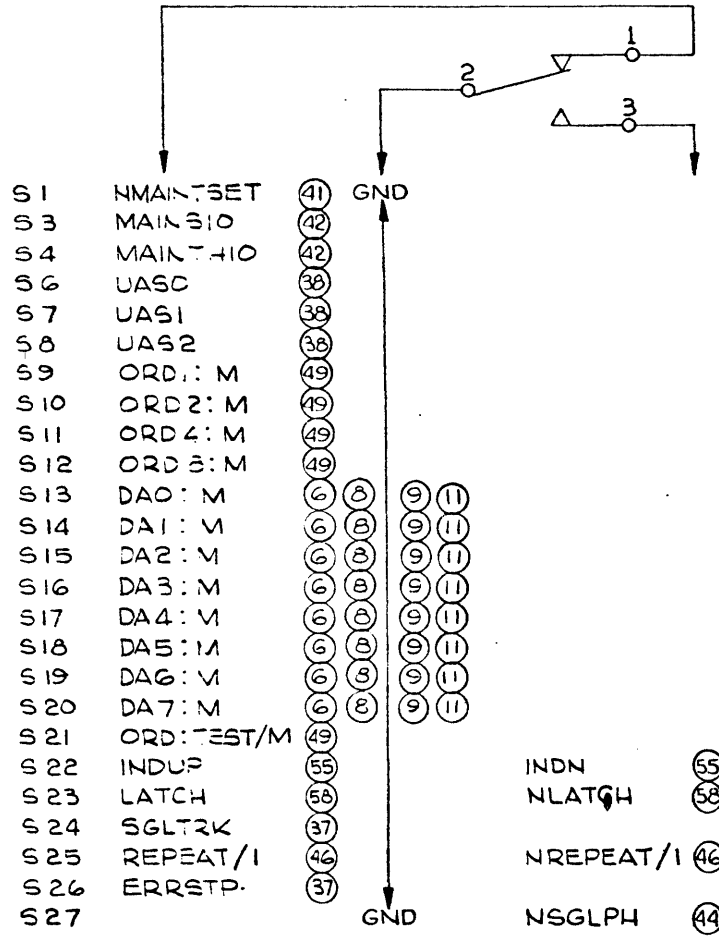 1
2
3
S1 NMAINTSET 41 GND
S3 MAINSIO 42
S4 MAINTHIO 42
S6 UAS0 38
S7 UAS1 38
S8 UAS2 38
S9 ORD1: M 49
S10 ORD2: M 49
S11 ORD4: M 49
S12 ORD8: M 49
S13 DA0: M 6 8 9 11
S14 DA1: M 6 8 9 11
S15 DA2: M 6 8 9 11
S16 DA3: M 6 8 9 11
S17 DA4: M 6 8 9 11
S18 DA5: M 6 8 9 11
S19 DA6: M 6 8 9 11
S20 DA7: M 6 8 9 11
S21 ORD:TEST/M 49
S22 INDUP 55 INDN 55
S23 LATCH 58 NLATCH 58
S24 SGLTRK 37
S25 REPEAT/1 46 NREPEAT/1 46
S26 ERRSTP 37
S27 GND NSGLPH 44